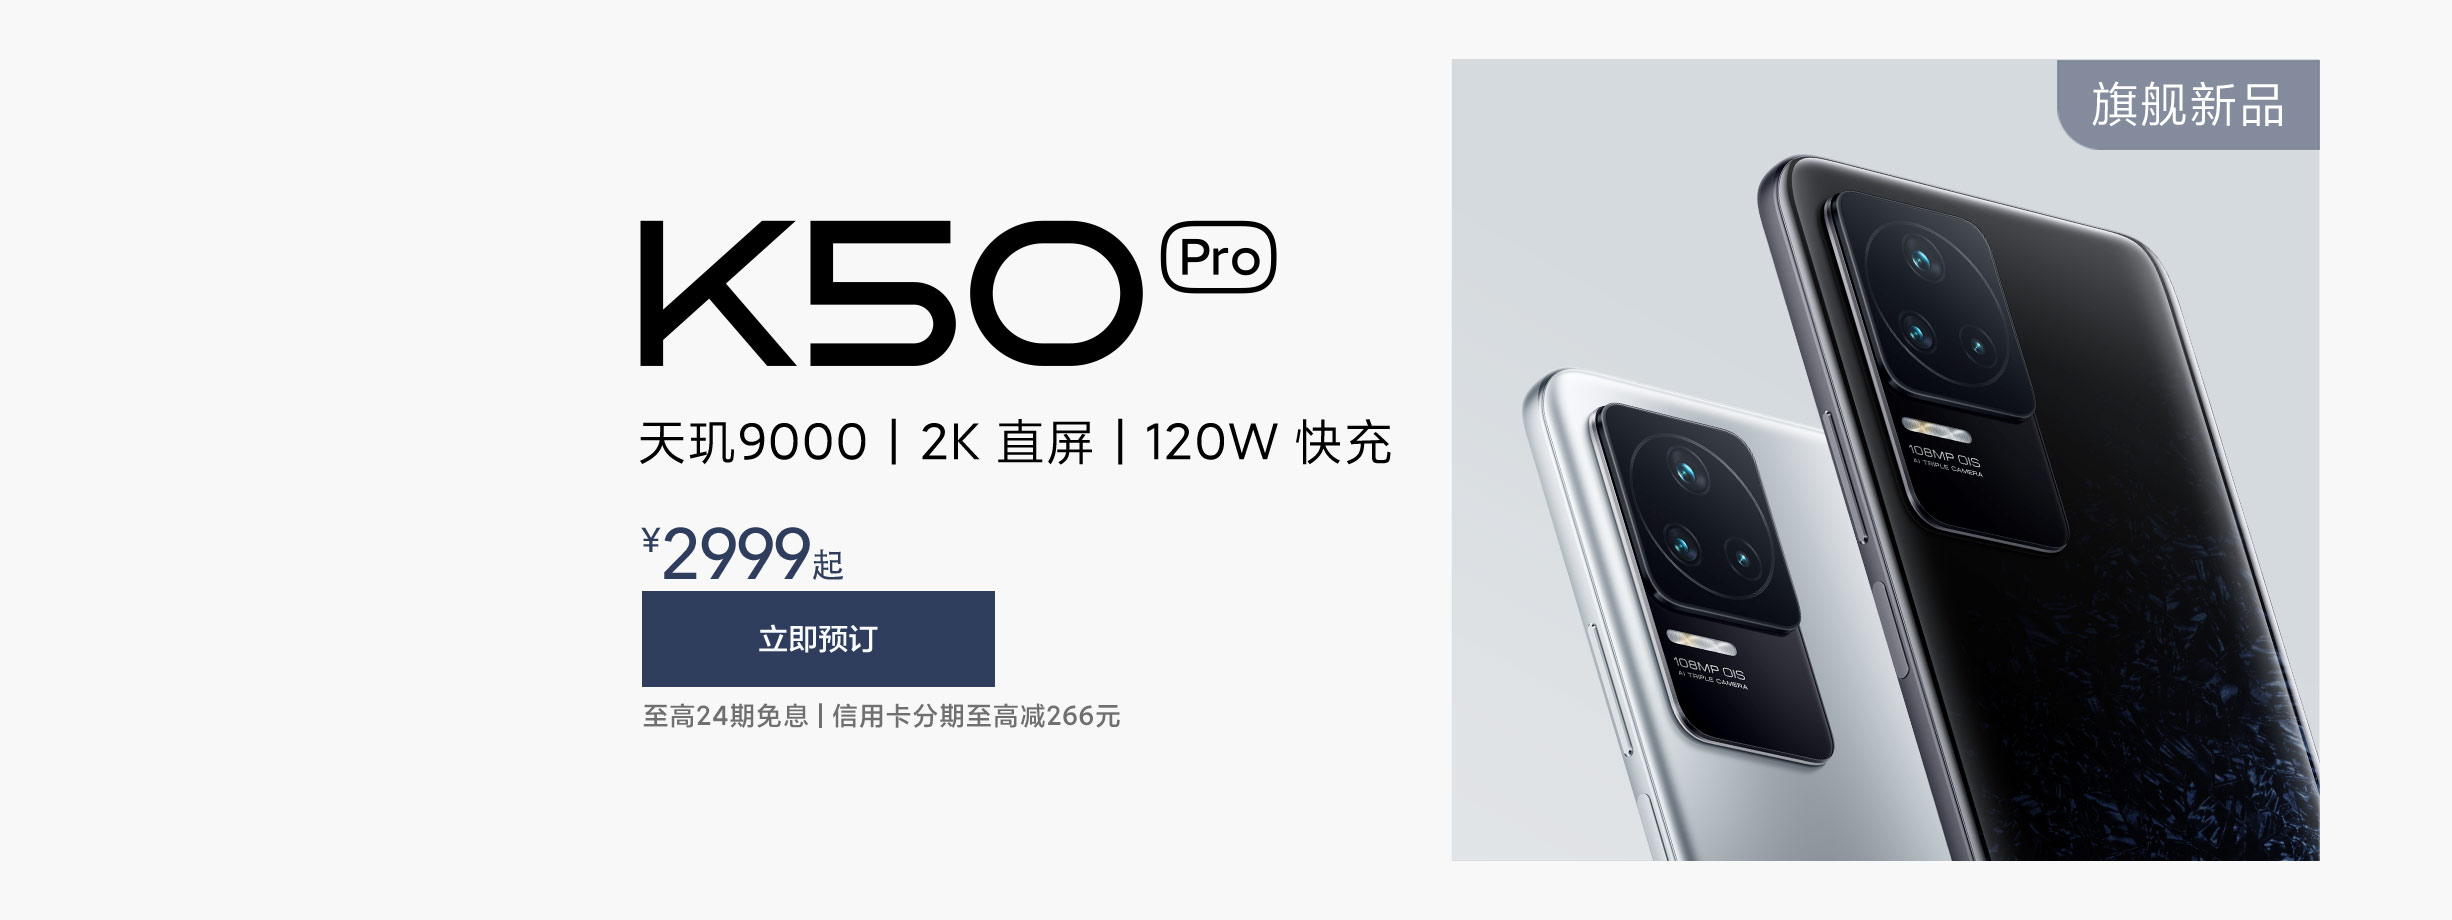 旗舰新品
K50 Pro
天玑9000 | 2K 直屏 | 120W 快充
¥2999起
立即预订
至高24期免息 | 信用卡分期至高减266元
108MP OIS
AI TRIPLE CAMERA
108MP OIS
AI TRIPLE CAMERA